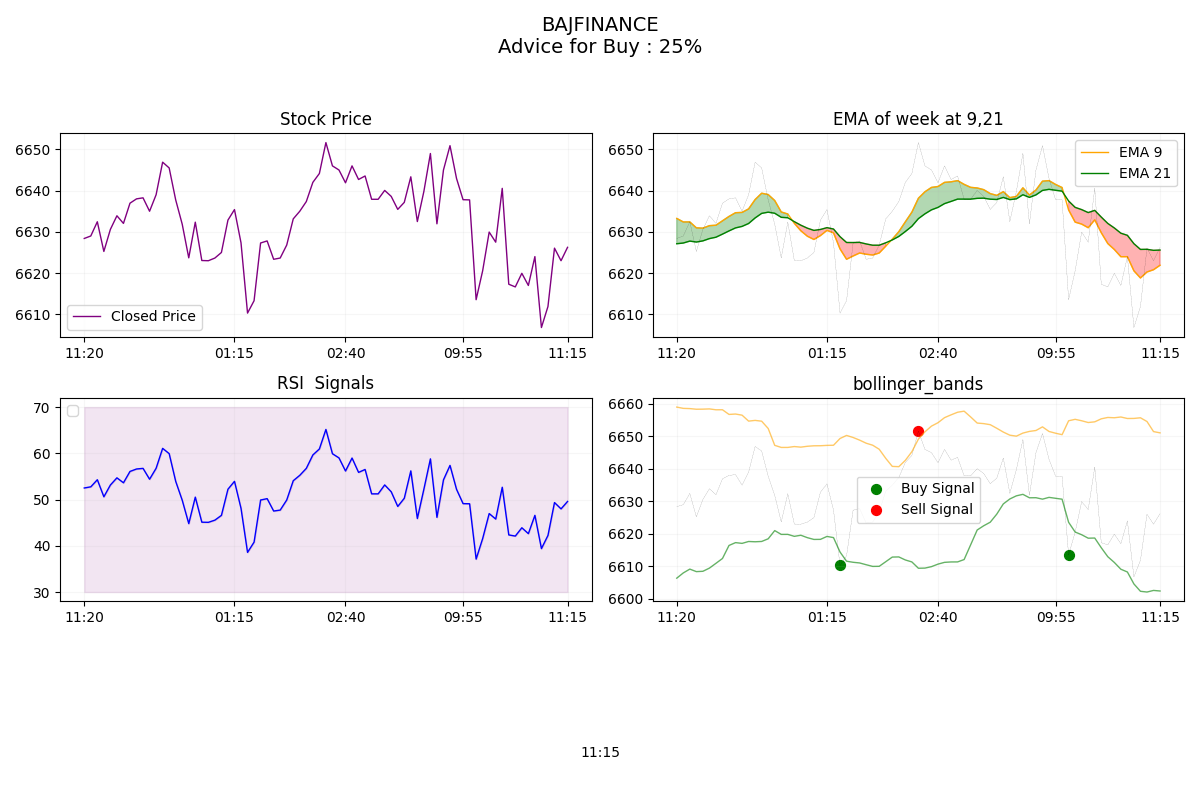 BAJFINANCE
Advice for Buy : 25%
Stock Price
6650
6640
6630
6620
6610
Closed Price
11:20 01:15 02:40 09:55 11:15
EMA of week at 9,21
6650
6640
6630
6620
6610
EMA 9
EMA 21
11:20 01:15 02:40 09:55 11:15
RSI  Signals
70
60
50
40
30
11:20 01:15 02:40 09:55 11:15
bollinger_bands
6660
6650
6640
6630
6620
6610
6600
Buy Signal
Sell Signal
11:20 01:15 02:40 09:55 11:15
11:15